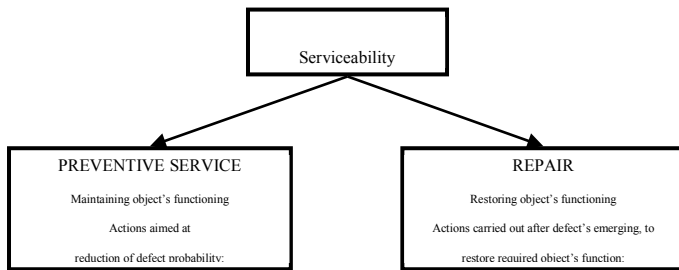 Serviceability
PREVENTIVE SERVICE
Maintaining object's functioning
Actions aimed at
reduction of defect probability:
REPAIR
Restoring object's functioning
Actions carried out after defect's emerging, to
restore required object's function: